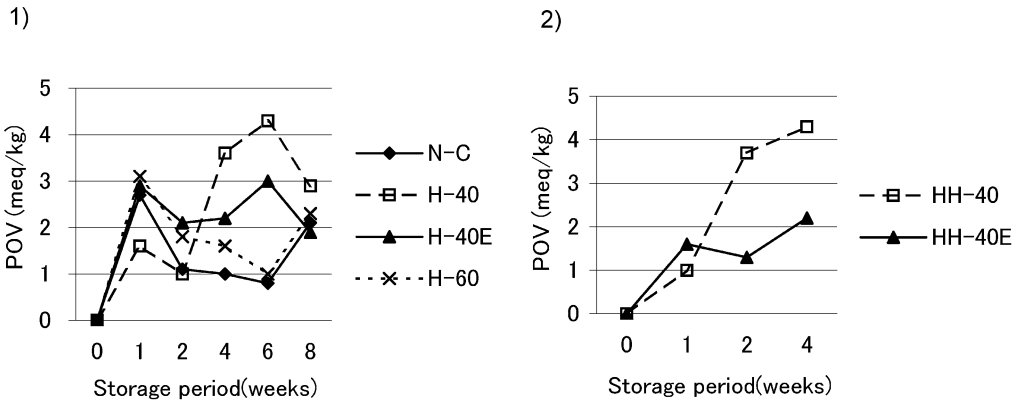 1)
5
4
3
2
1
0
POV (meq/kg)
0 1 2 4 6 8
Storage period(weeks)
N-C
H-40
H-40E
H-60
2)
5
4
3
2
1
0
POV (meq/kg)
0 1 2 4
Storage period(weeks)
HH-40
HH-40E